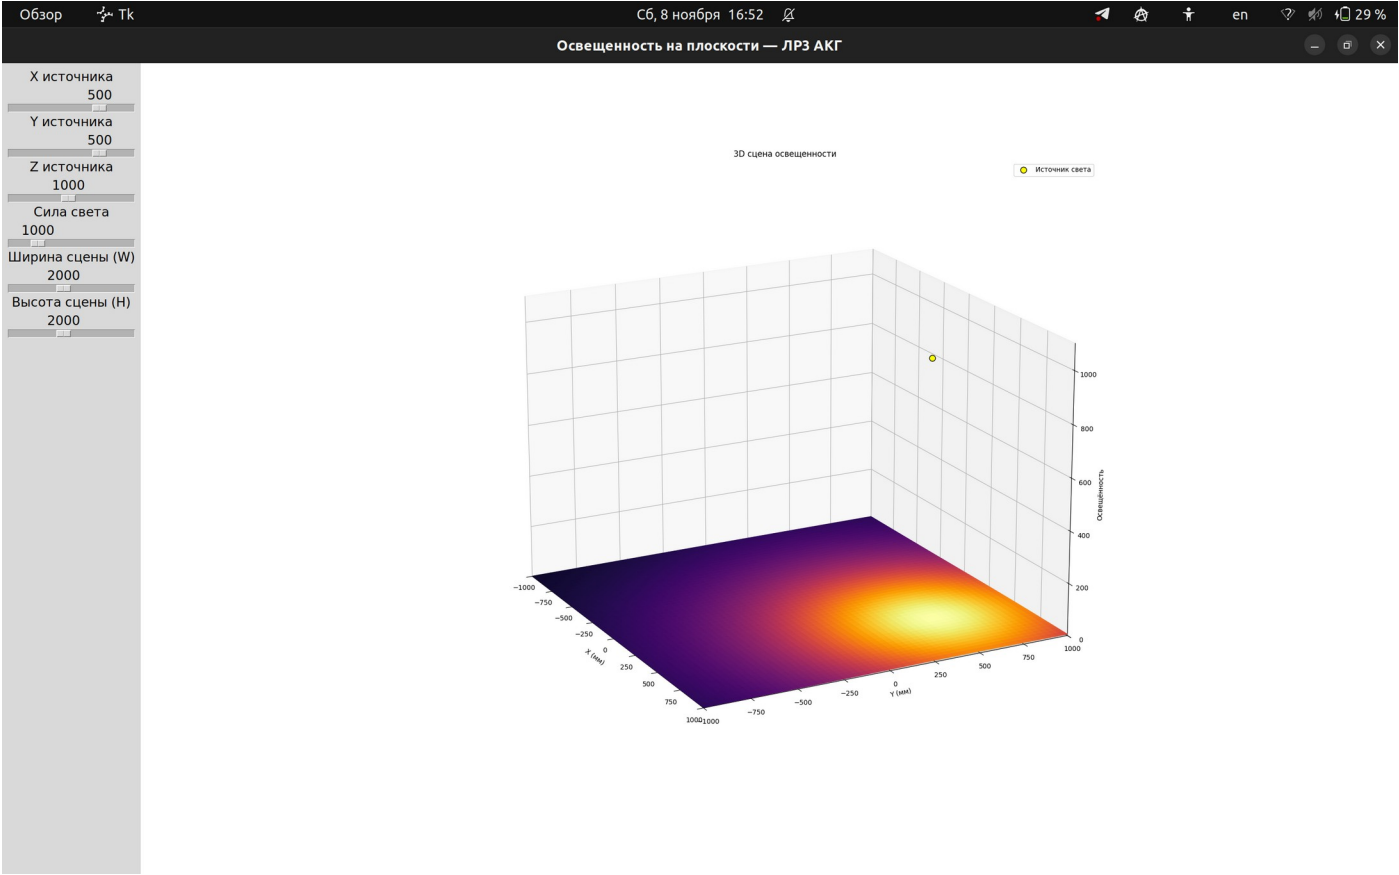 Обзор Tk Сб, 8 ноября 16:52 en 29 %
Освещенность на плоскости — ЛР3 АКГ
X источника
500
Y источника
500
Z источника
1000
Сила света
1000
Ширина сцены (W)
2000
Высота сцены (H)
2000
3D сцена освещенности
Источник света
1000
800
600
400
200
0
Освещённость
−1000
−750
−500
−250
0
250
500
750
1000
X (мм)
−1000
−750
−500
−250
0
250
500
750
1000
Y (мм)